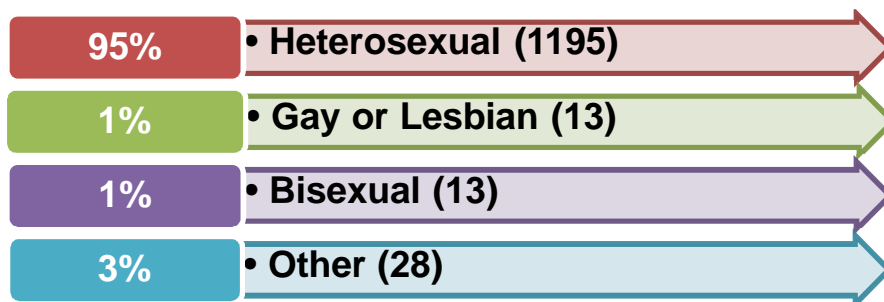 95% • Heterosexual (1195)
1% • Gay or Lesbian (13)
1% • Bisexual (13)
3% • Other (28)